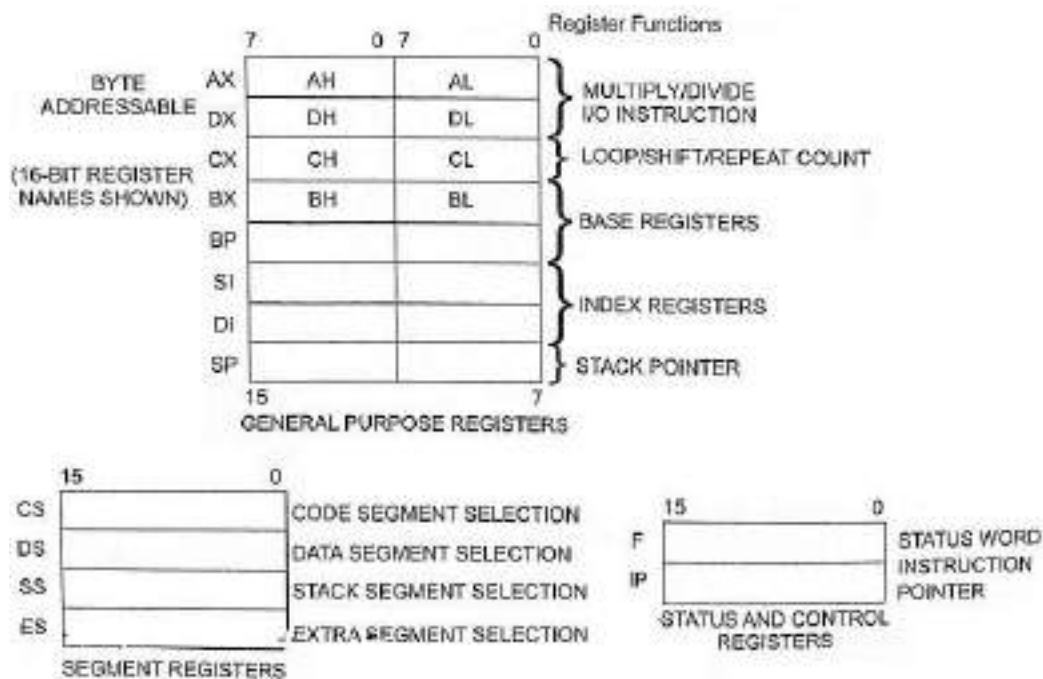 Register Functions
7 0 7 0
BYTE ADDRESSABLE
AX AH AL
DX DH DL
MULTIPLY/DIVIDE
I/O INSTRUCTION
(16-BIT REGISTER
NAMES SHOWN)
CX CH CL
LOOP/SHIFT/REPEAT COUNT
BX BH BL
BP
BASE REGISTERS
SI
DI
INDEX REGISTERS
SP
STACK POINTER
15 7
GENERAL PURPOSE REGISTERS
15 0
CS CODE SEGMENT SELECTION
DS DATA SEGMENT SELECTION
SS STACK SEGMENT SELECTION
ES EXTRA SEGMENT SELECTION
SEGMENT REGISTERS
15 0
F STATUS WORD
IP INSTRUCTION
POINTER
STATUS AND CONTROL
REGISTERS